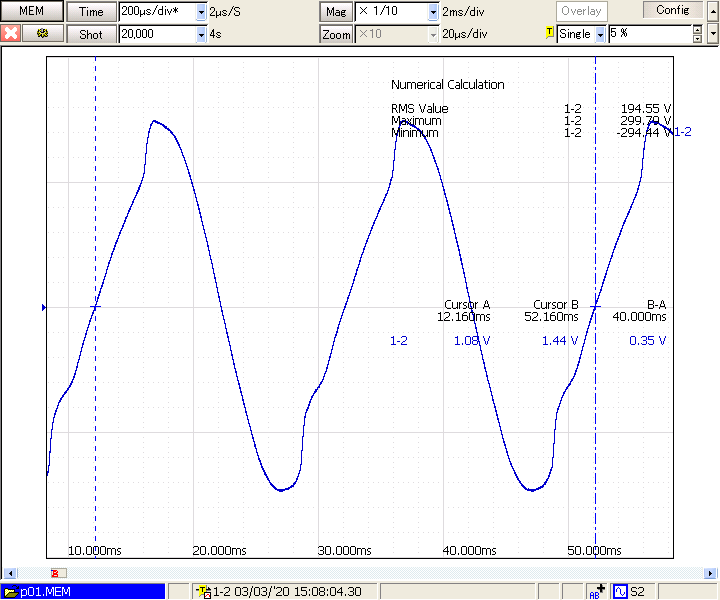 MEM Time 200µs/div* 2µs/S Mag × 1/10 2ms/div Overlay Config
Shot 20,000 4s Zoom ×10 20µs/div T Single 5 %
Numerical Calculation
RMS Value 1-2 194.55 V
Maximum 1-2 299.70 V
Minimum 1-2 -294.44 V
1-2
Cursor A Cursor B B-A
12.160ms 52.160ms 40.000ms
1-2 1.08 V 1.44 V 0.35 V
10.000ms 20.000ms 30.000ms 40.000ms 50.000ms
p01.MEM 1-2 03/03/'20 15:08:04.30 AB S2